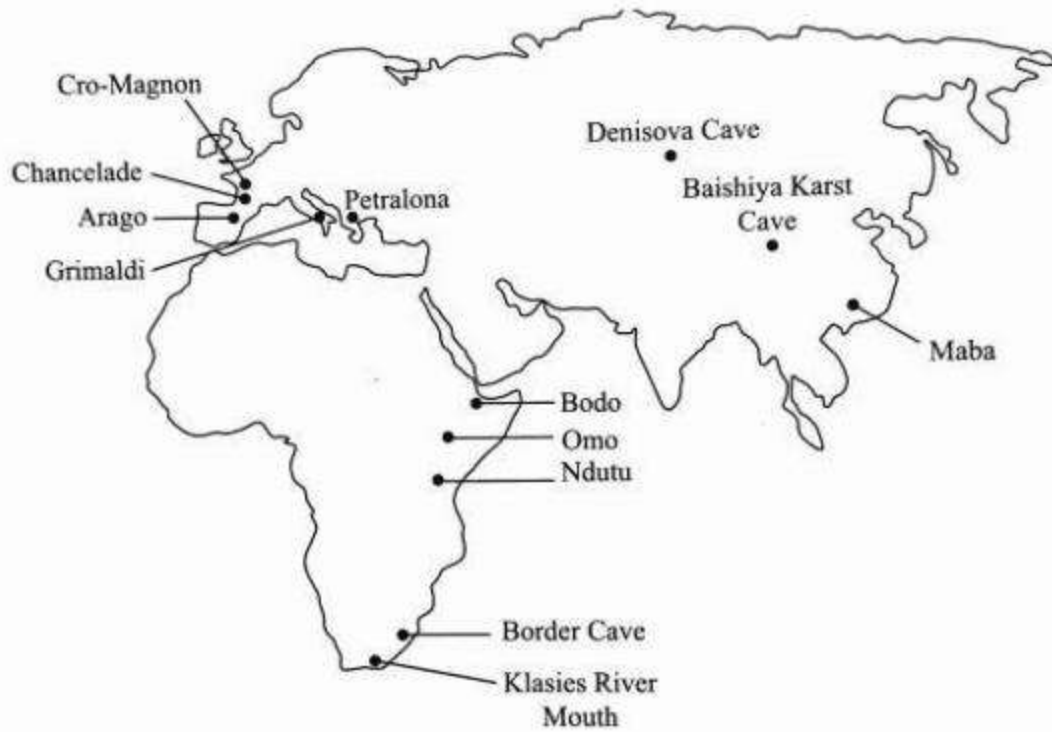 Cro-Magnon
Denisova Cave
Chancelade
Baishiya Karst
Cave
Petralona
Arago
Grimaldi
Maba
Bodo
Omo
Ndutu
Border Cave
Klasies River
Mouth